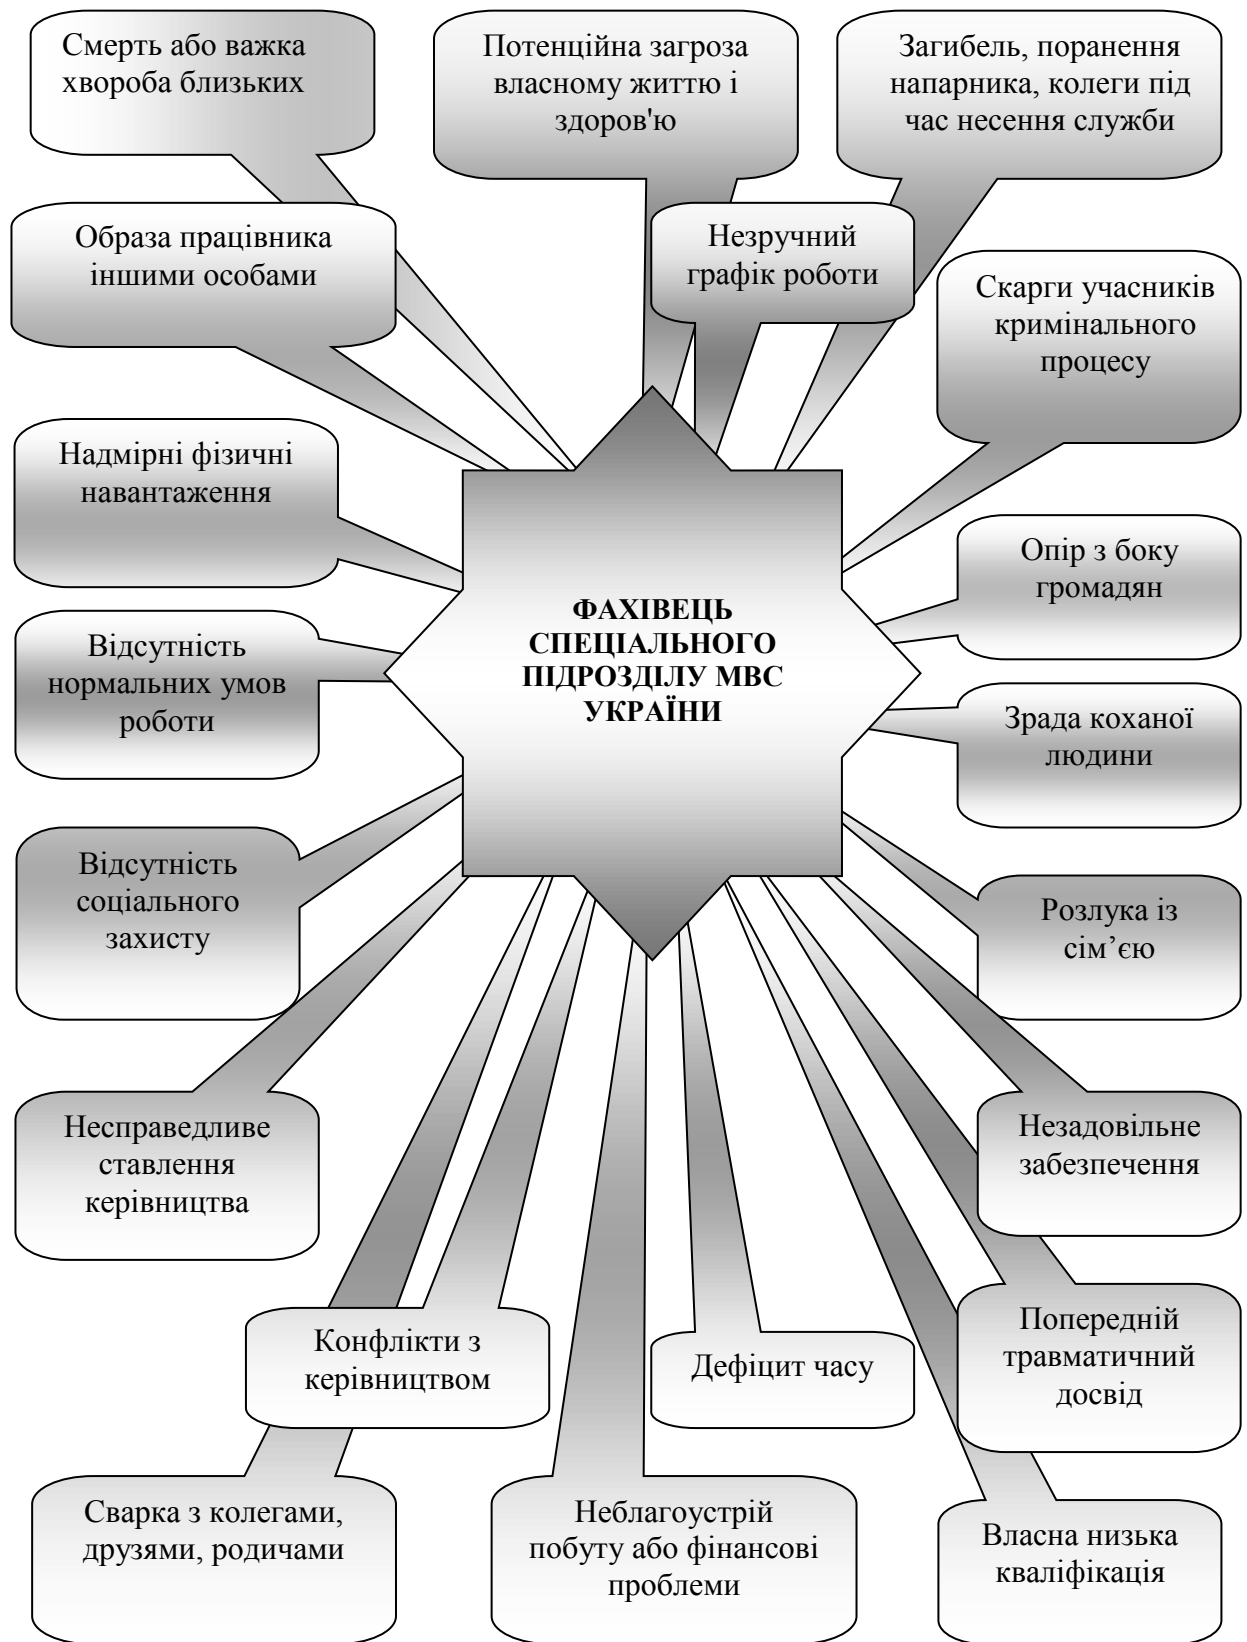 Смерть або важка
хвороба близьких
Потенційна загроза
власному життю і
здоров'ю
Загибель, поранення
напарника, колеги під
час несення служби
Образа працівника
іншими особами
Незручний
графік роботи
Скарги учасників
кримінального
процесу
Надмірні фізичні
навантаження
Опір з боку
громадян
ФАХІВЕЦЬ
СПЕЦІАЛЬНОГО
ПІДРОЗДІЛУ МВС
УКРАЇНИ
Відсутність
нормальних умов
роботи
Зрада коханої
людини
Відсутність
соціального
захисту
Розлука із
сім’єю
Несправедливе
ставлення
керівництва
Незадовільне
забезпечення
Конфлікти з
керівництвом
Дефіцит часу
Попередній
травматичний
досвід
Сварка з колегами,
друзями, родичами
Неблагоустрій
побуту або фінансові
проблеми
Власна низька
кваліфікація